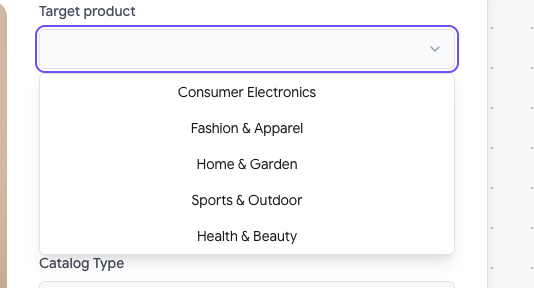 Target product
Consumer Electronics
Fashion & Apparel
Home & Garden
Sports & Outdoor
Health & Beauty
Catalog Type